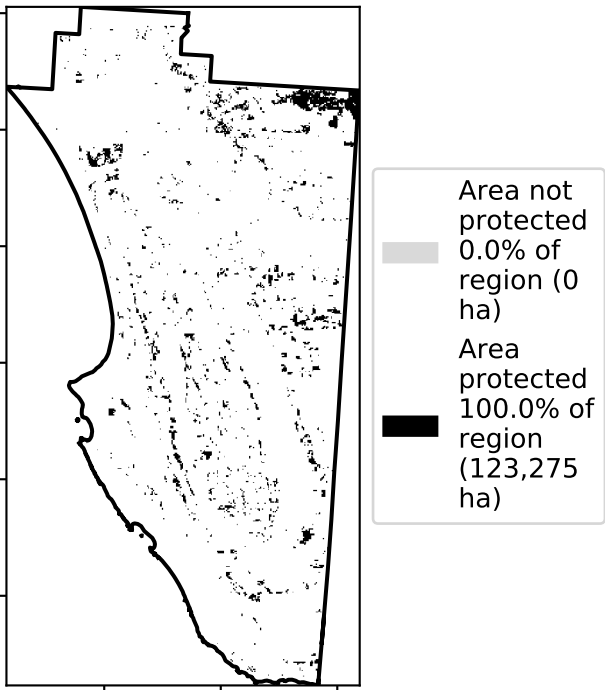 Area not
protected
0.0% of
region (0
ha)
Area
protected
100.0% of
region
(123,275
ha)